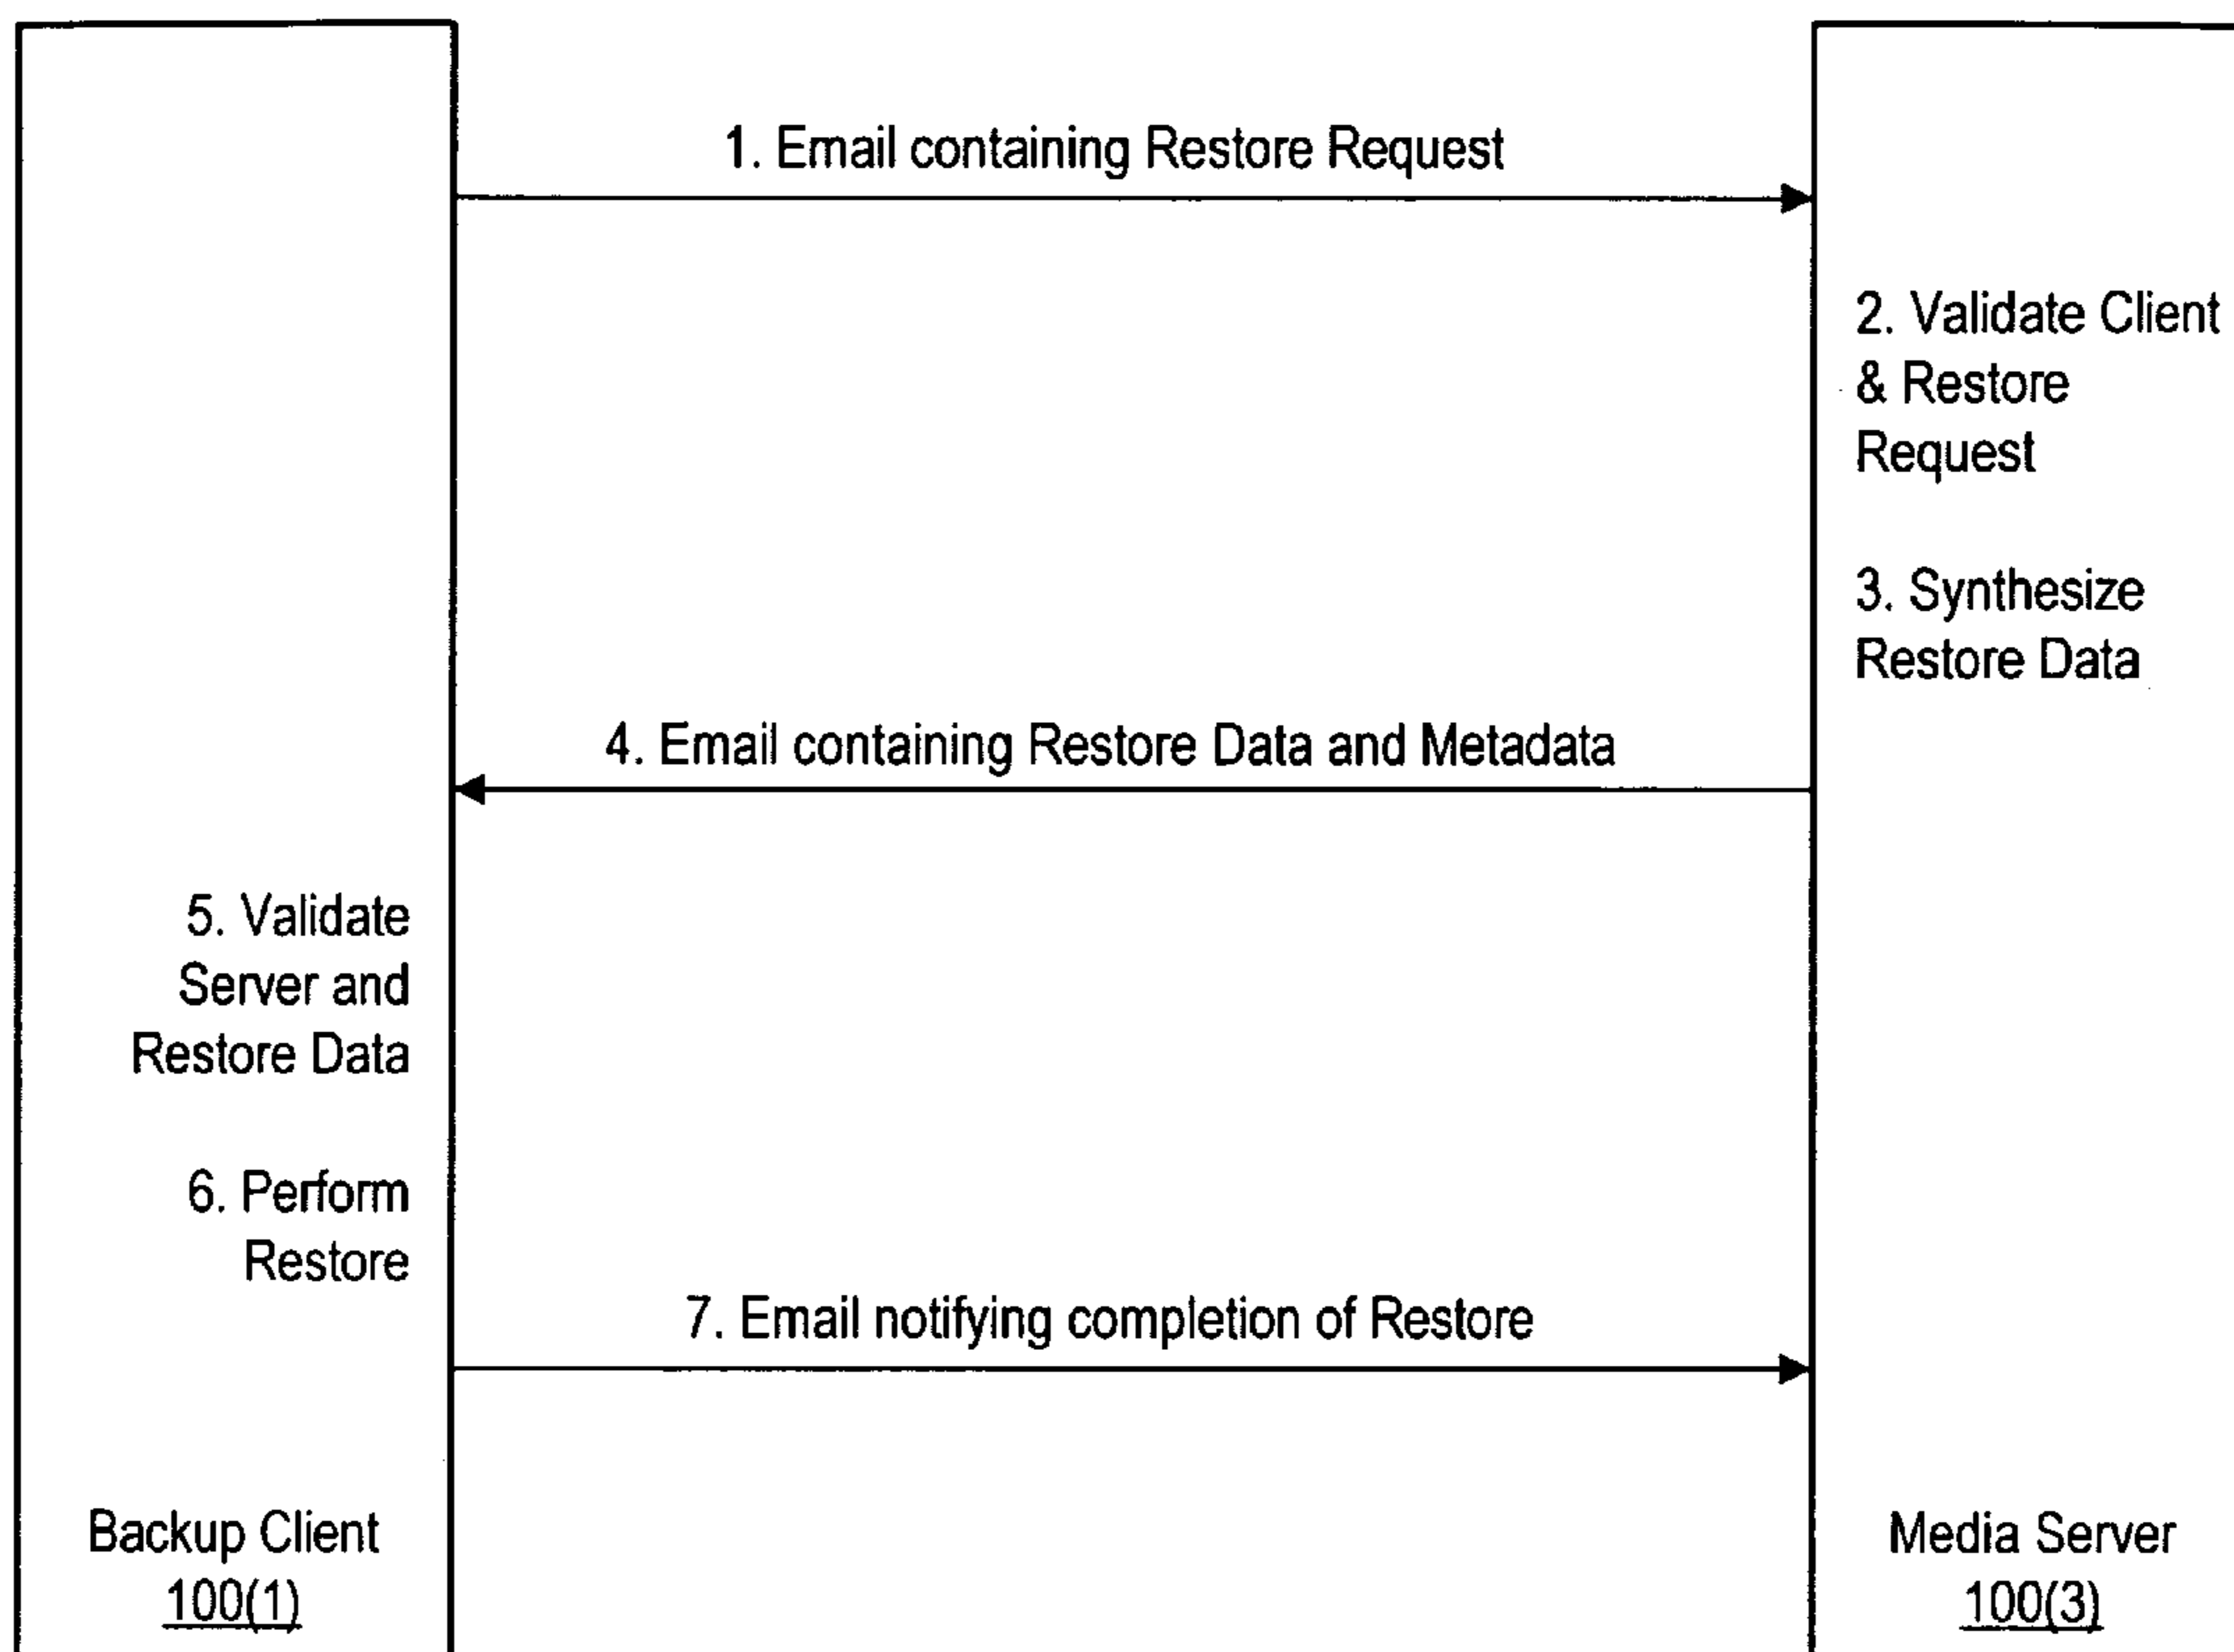 1. Email containing Restore Request
2. Validate Client
& Restore
Request
3. Synthesize
Restore Data
4. Email containing Restore Data and Metadata
5. Validate
Server and
Restore Data
6. Perform
Restore
7. Email notifying completion of Restore
Backup Client
100(1)
Media Server
100(3)